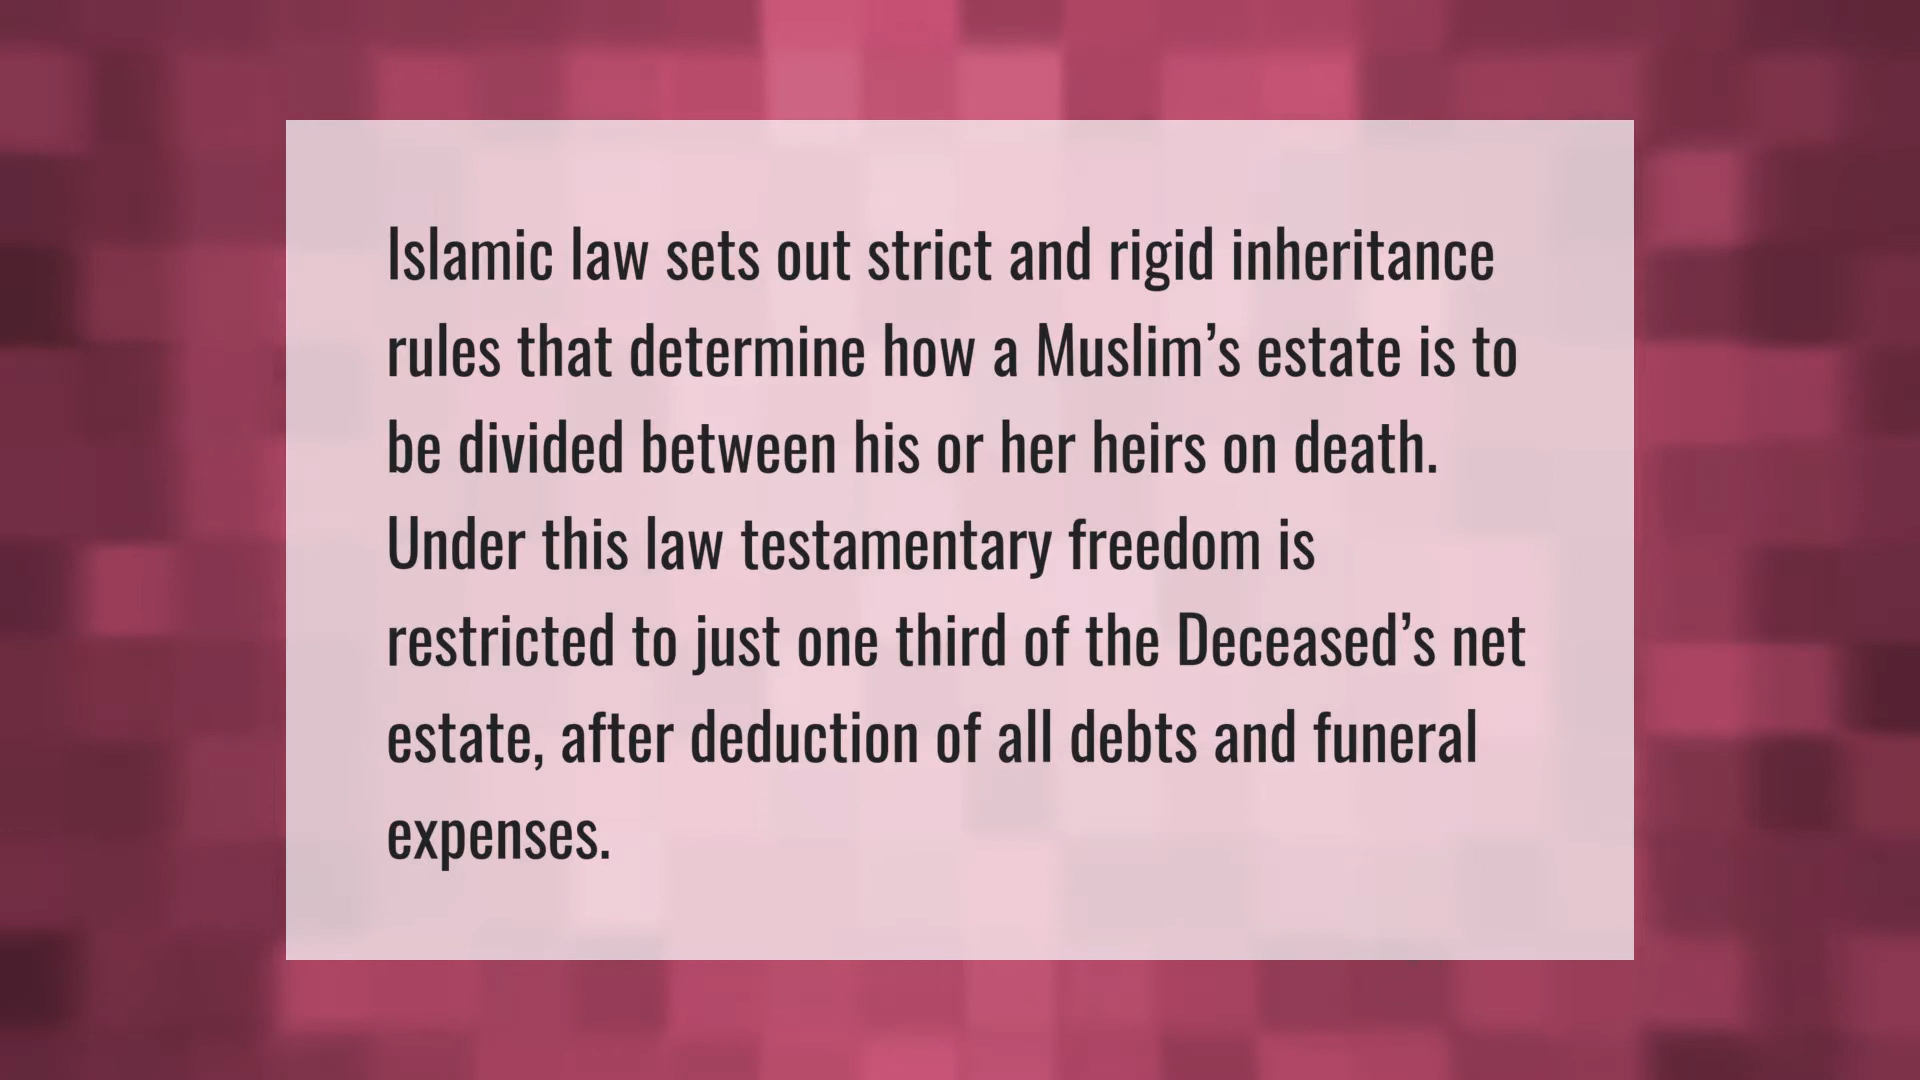 Islamic law sets out strict and rigid inheritance
rules that determine how a Muslim’s estate is to
be divided between his or her heirs on death.
Under this law testamentary freedom is
restricted to just one third of the Deceased’s net
estate, after deduction of all debts and funeral
expenses.